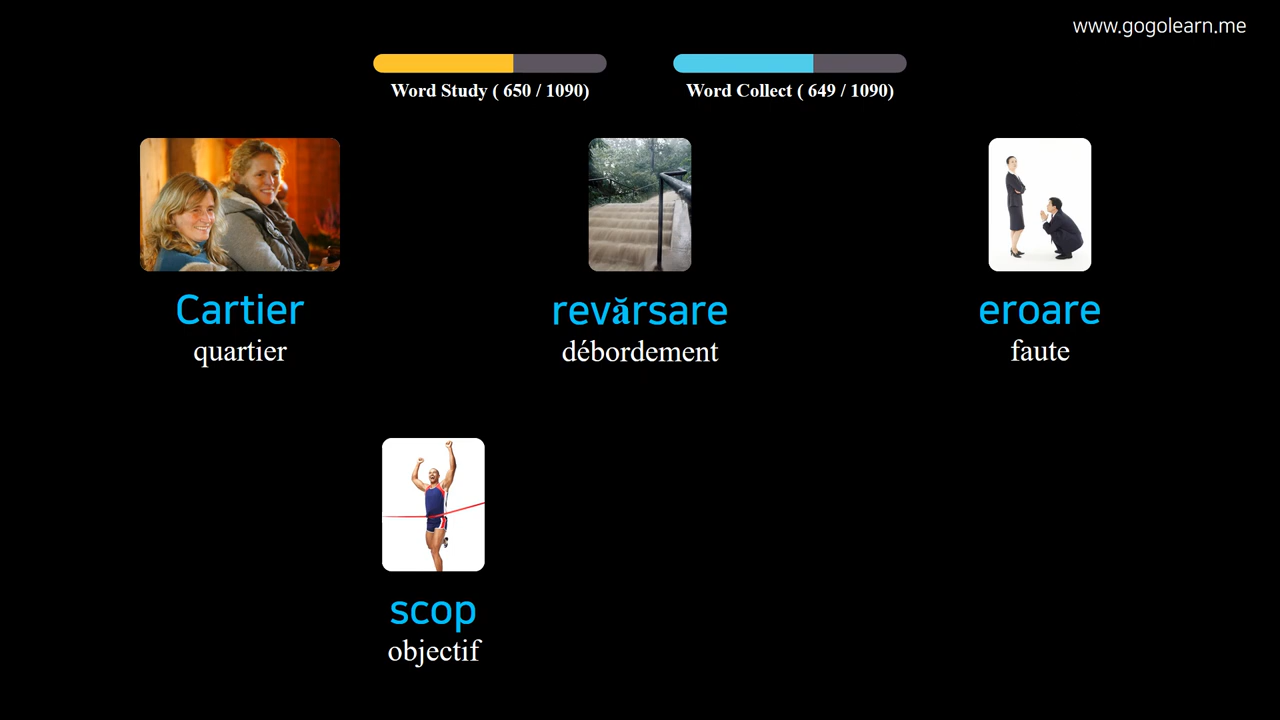 www.gogolearn.me
Word Study ( 650 / 1090)
Word Collect ( 649 / 1090)
Cartier
quartier
revărsare
débordement
eroare
faute
scop
objectif